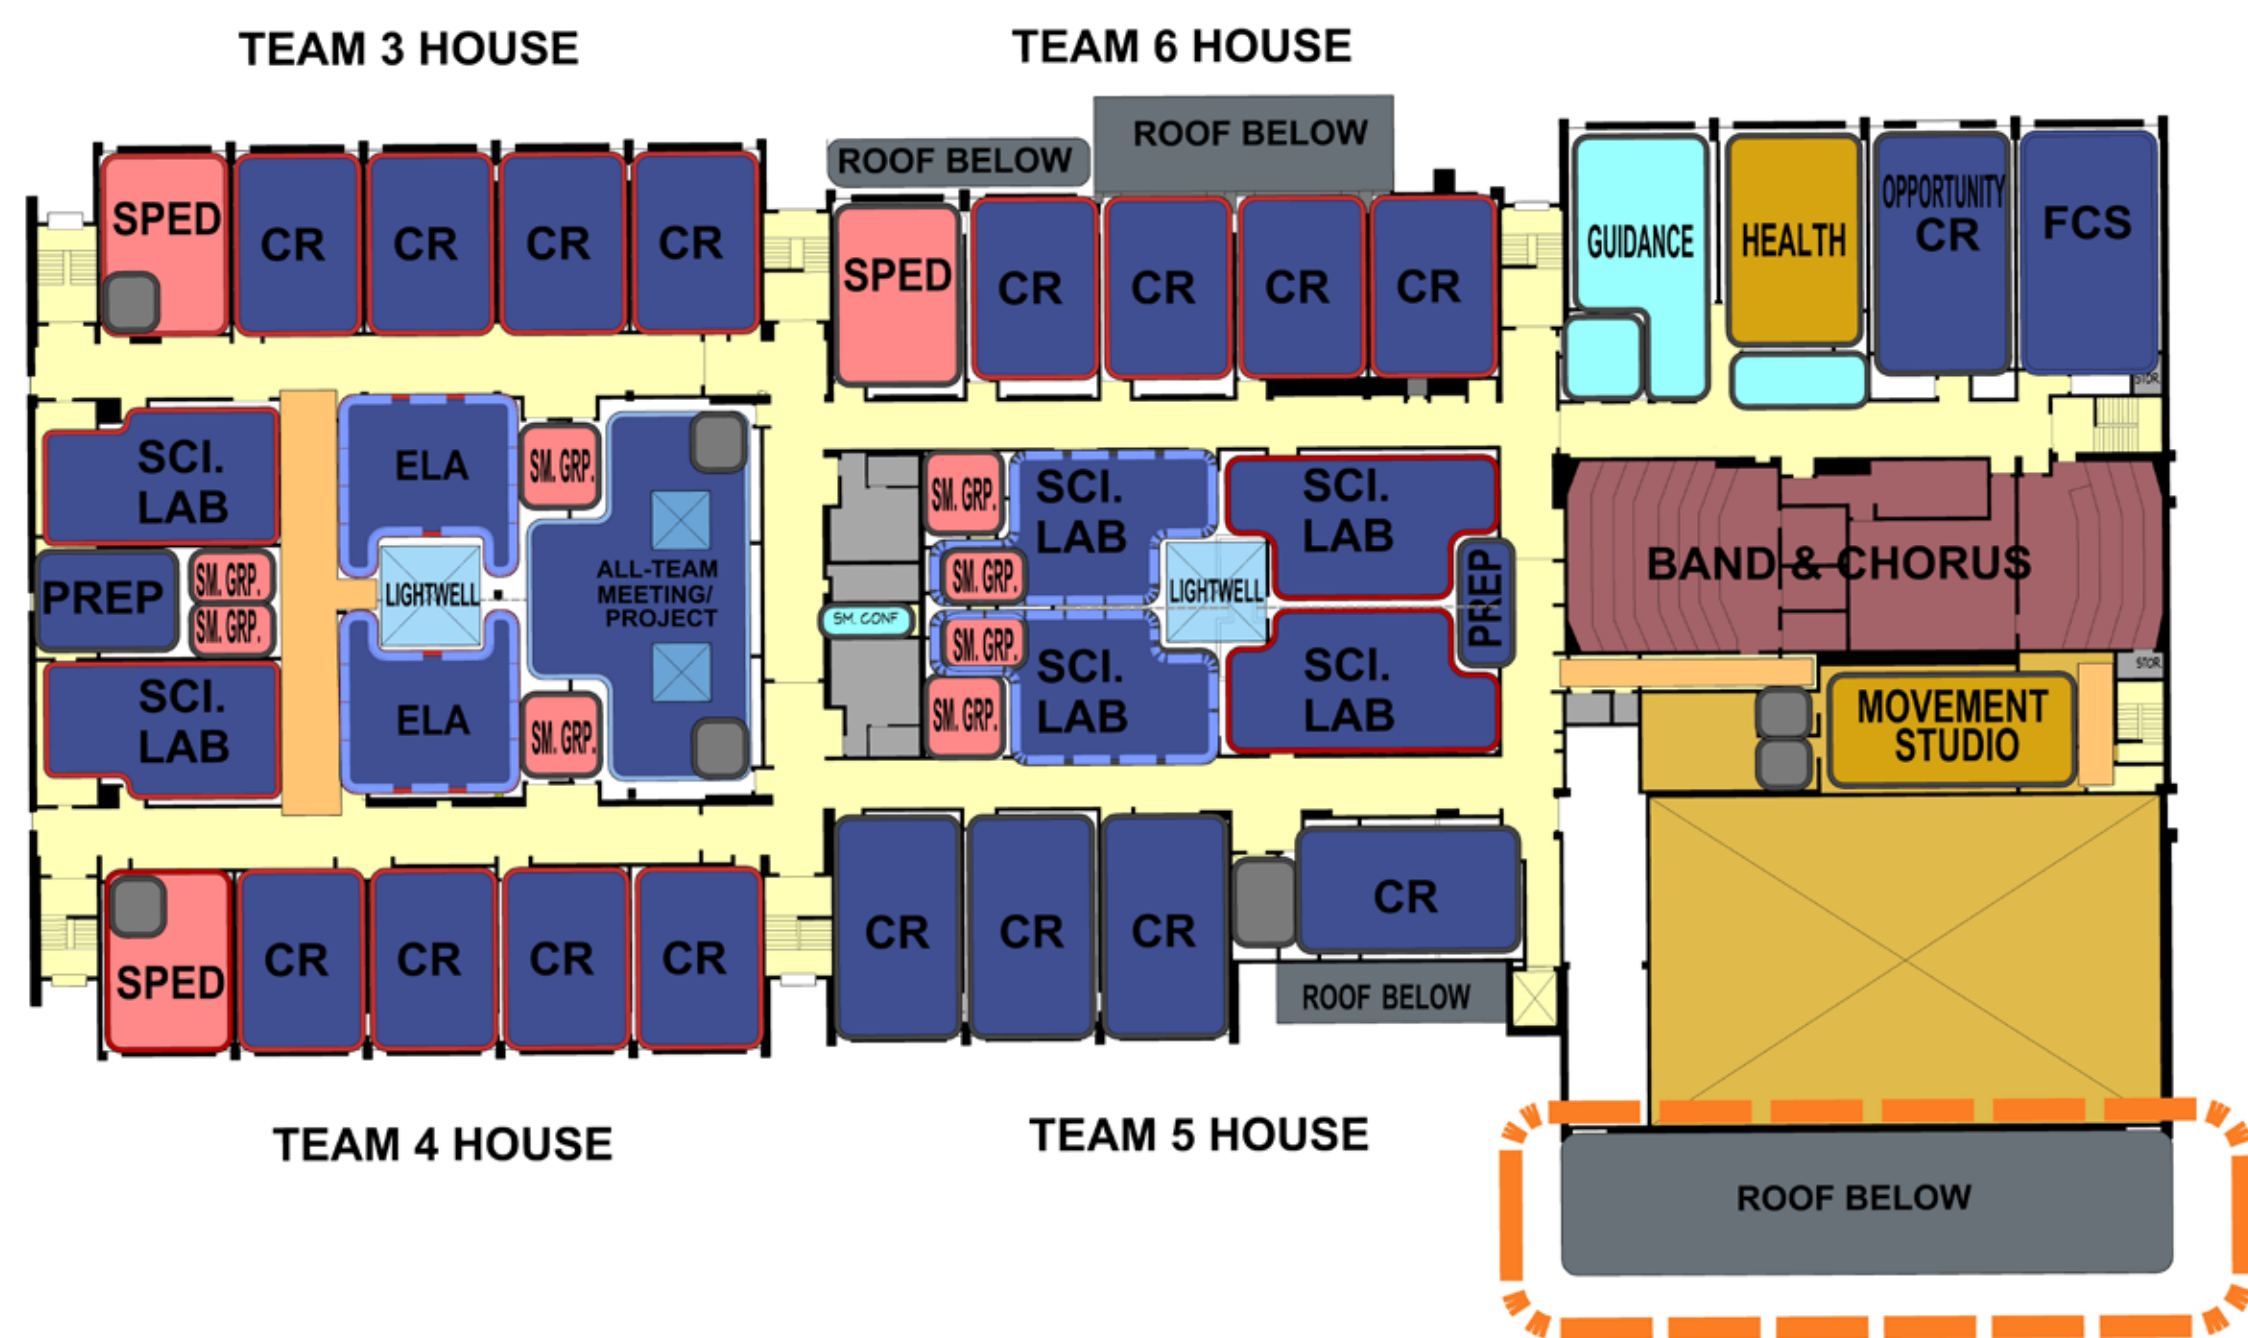 TEAM 3 HOUSE
TEAM 6 HOUSE
ROOF BELOW
ROOF BELOW
SPED
CR
CR
CR
CR
SPED
CR
CR
CR
CR
GUIDANCE
HEALTH
OPPORTUNITY
CR
FCS
STOR.
SCI.
LAB
ELA
SM. GRP.
ALL-TEAM
MEETING/
PROJECT
PREP
SM. GRP.
SM. GRP.
LIGHTWELL
SCI.
LAB
ELA
SM. GRP.
SM. GRP.
SCI.
LAB
SCI.
LAB
SM. GRP.
LIGHTWELL
PREP
SM. CONF
SM. GRP.
SCI.
LAB
SCI.
LAB
SM. GRP.
BAND & CHORUS
STOR.
MOVEMENT
STUDIO
SPED
CR
CR
CR
CR
CR
CR
CR
CR
ROOF BELOW
TEAM 4 HOUSE
TEAM 5 HOUSE
ROOF BELOW